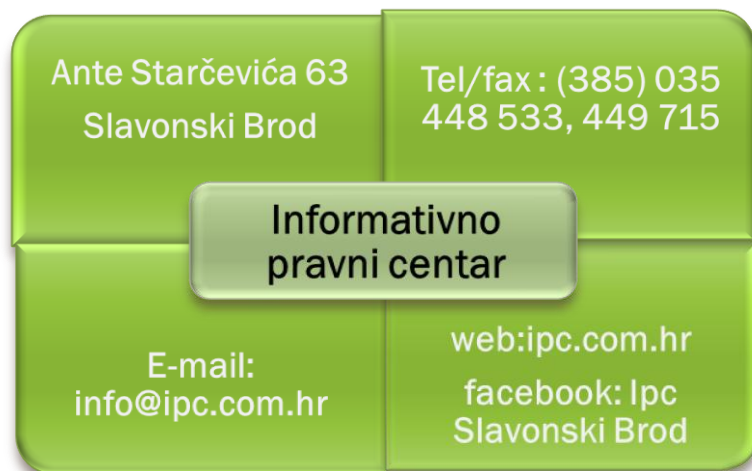 Ante Starčevića 63
Slavonski Brod
Tel/fax : (385) 035
448 533, 449 715
Informativno
pravni centar
E-mail:
info@ipc.com.hr
web:ipc.com.hr
facebook: Ipc
Slavonski Brod